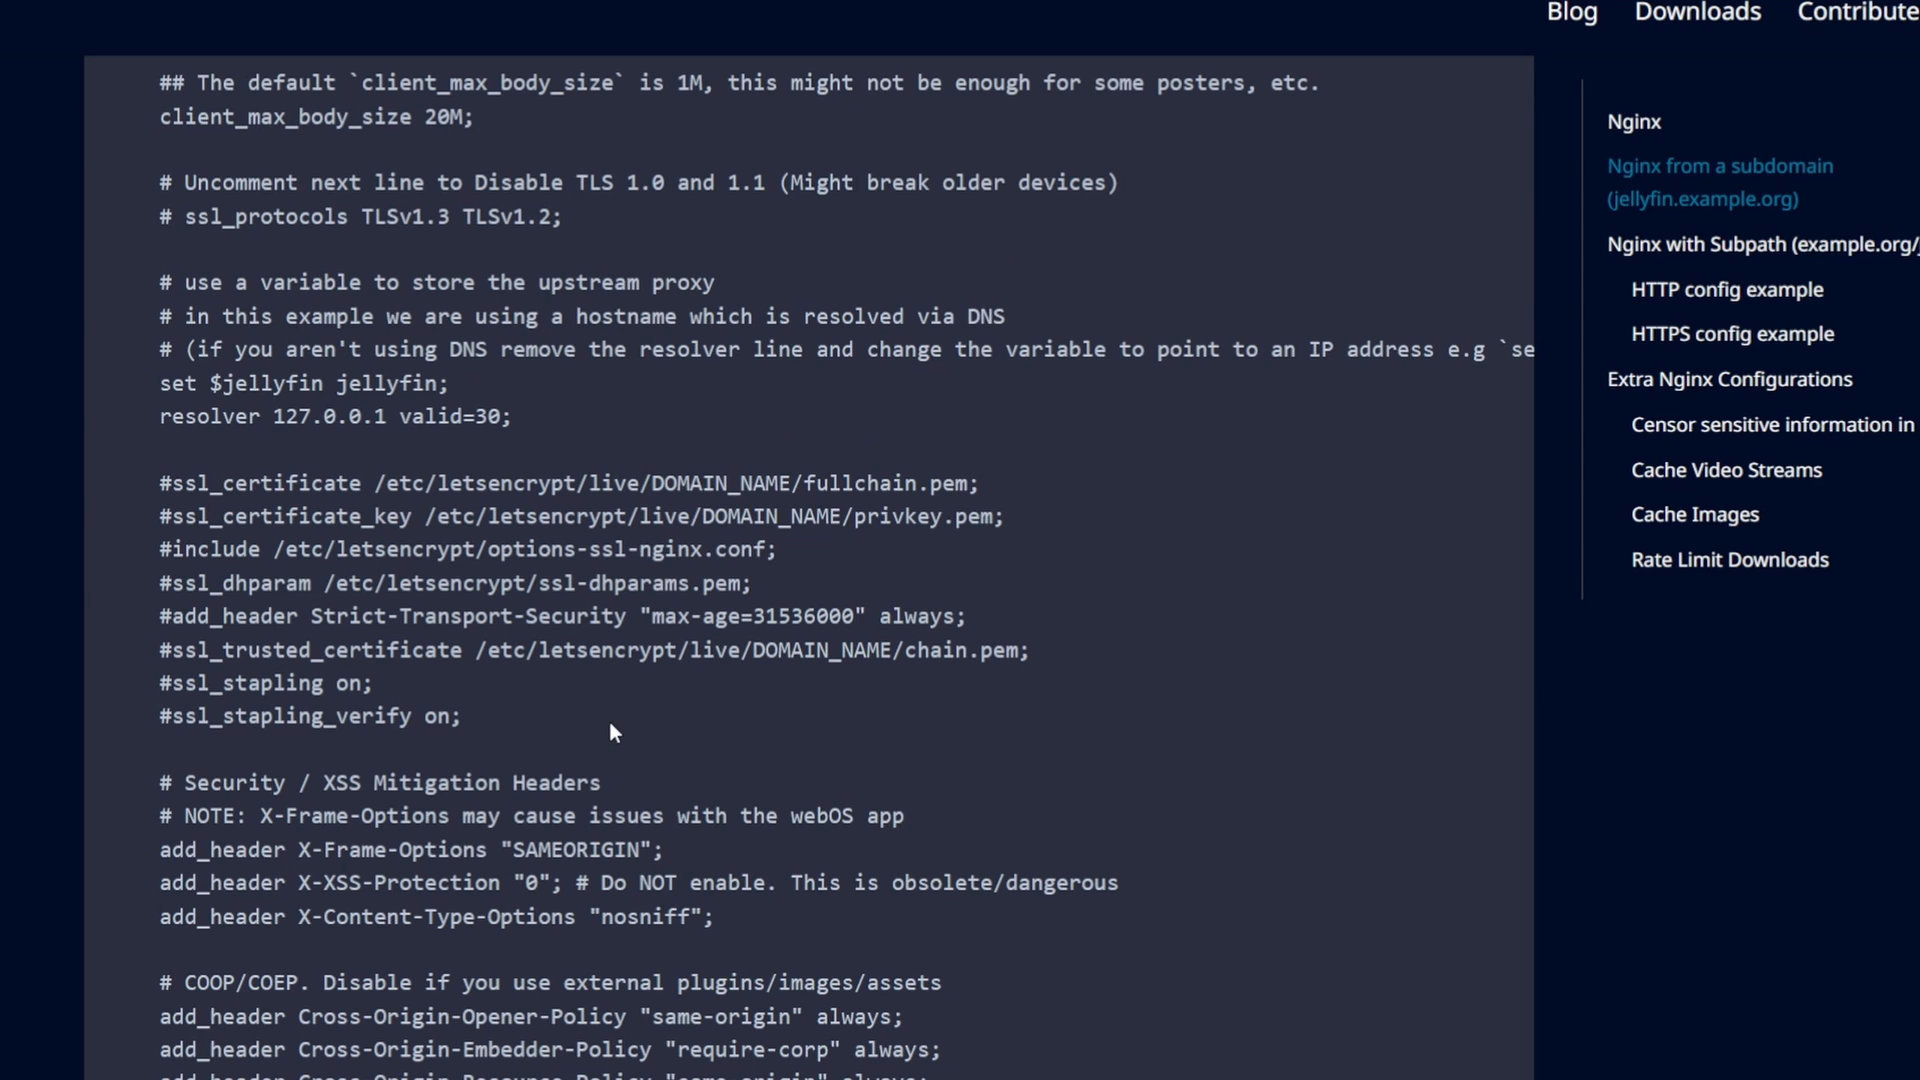 Blog Downloads Contribute
## The default `client_max_body_size` is 1M, this might not be enough for some posters, etc.
client_max_body_size 20M;
# Uncomment next line to Disable TLS 1.0 and 1.1 (Might break older devices)
# ssl_protocols TLSv1.3 TLSv1.2;
# use a variable to store the upstream proxy
# in this example we are using a hostname which is resolved via DNS
# (if you aren't using DNS remove the resolver line and change the variable to point to an IP address e.g `se
set $jellyfin jellyfin;
resolver 127.0.0.1 valid=30;
#ssl_certificate /etc/letsencrypt/live/DOMAIN_NAME/fullchain.pem;
#ssl_certificate_key /etc/letsencrypt/live/DOMAIN_NAME/privkey.pem;
#include /etc/letsencrypt/options-ssl-nginx.conf;
#ssl_dhparam /etc/letsencrypt/ssl-dhparams.pem;
#add_header Strict-Transport-Security "max-age=31536000" always;
#ssl_trusted_certificate /etc/letsencrypt/live/DOMAIN_NAME/chain.pem;
#ssl_stapling on;
#ssl_stapling_verify on;
# Security / XSS Mitigation Headers
# NOTE: X-Frame-Options may cause issues with the webOS app
add_header X-Frame-Options "SAMEORIGIN";
add_header X-XSS-Protection "0"; # Do NOT enable. This is obsolete/dangerous
add_header X-Content-Type-Options "nosniff";
# COOP/COEP. Disable if you use external plugins/images/assets
add_header Cross-Origin-Opener-Policy "same-origin" always;
add_header Cross-Origin-Embedder-Policy "require-corp" always;
add_header Cross-Origin-Resource-Policy "same-origin" always;
Nginx
Nginx from a subdomain
(jellyfin.example.org)
Nginx with Subpath (example.org/
HTTP config example
HTTPS config example
Extra Nginx Configurations
Censor sensitive information in
Cache Video Streams
Cache Images
Rate Limit Downloads